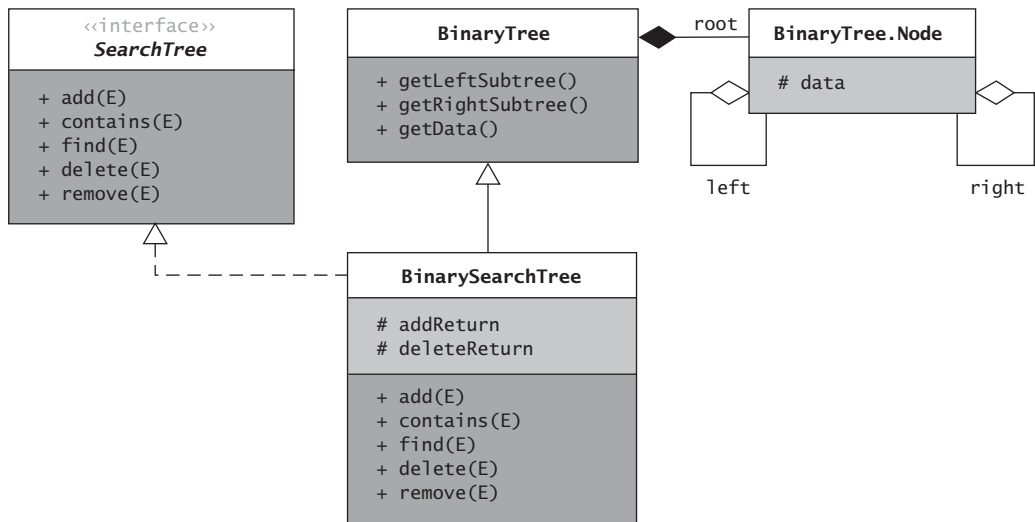 ‹‹interface››
SearchTree
+ add(E)
+ contains(E)
+ find(E)
+ delete(E)
+ remove(E)
BinaryTree
+ getLeftSubtree()
+ getRightSubtree()
+ getData()
root
BinaryTree.Node
# data
left
right
BinarySearchTree
# addReturn
# deleteReturn
+ add(E)
+ contains(E)
+ find(E)
+ delete(E)
+ remove(E)